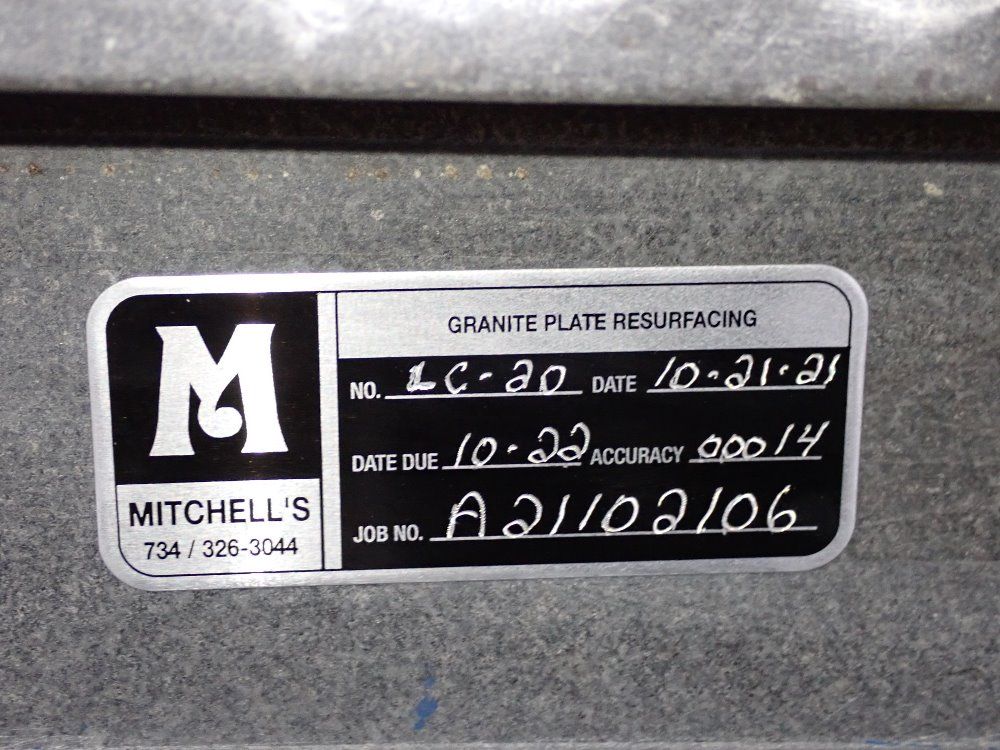 GRANITE PLATE RESURFACING
NO. LC-20 DATE 10-21-21
DATE DUE 10-22 ACCURACY 00014
JOB NO. A21102106
M
MITCHELL'S
734 / 326-3044